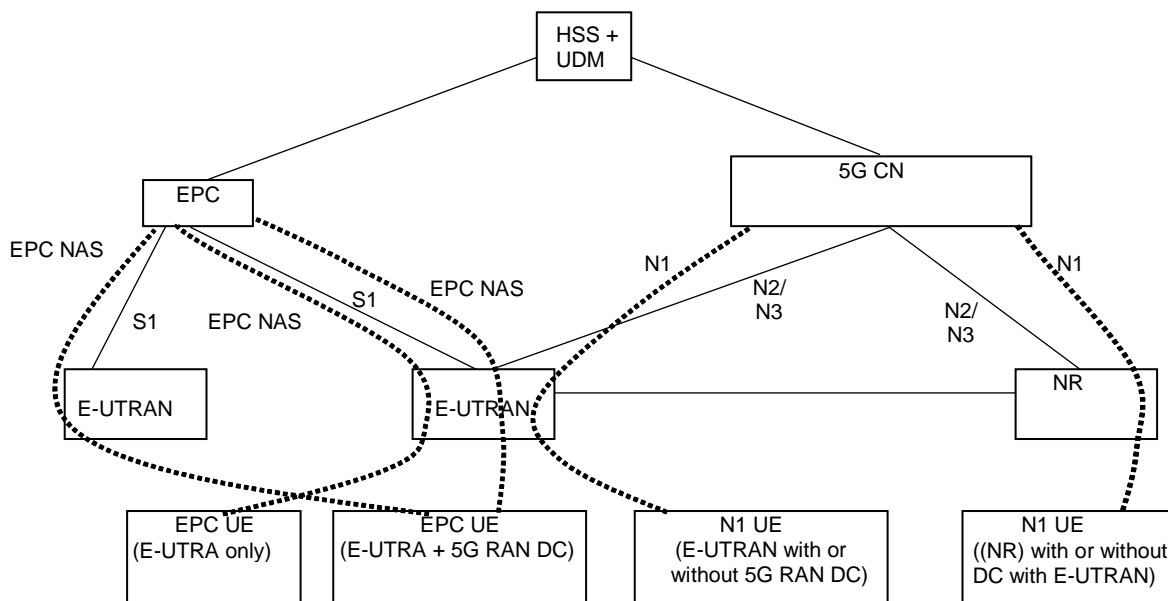 HSS +
UDM
EPC
5G CN
EPC NAS
N1
N1
EPC NAS
S1
N2/
N3
EPC NAS
S1
N2/
N3
E-UTRAN
E-UTRAN
NR
EPC UE
(E-UTRA only)
EPC UE
(E-UTRA + 5G RAN DC)
N1 UE
(E-UTRAN with or
without 5G RAN DC)
N1 UE
((NR) with or without
DC with E-UTRAN)